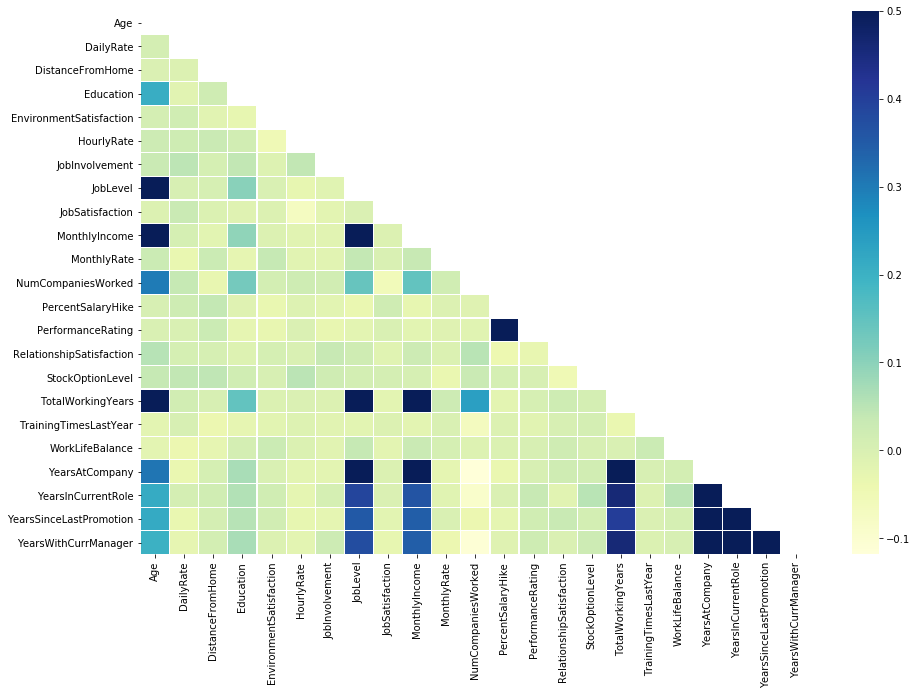 Age
DailyRate
DistanceFromHome
Education
EnvironmentSatisfaction
HourlyRate
JobInvolvement
JobLevel
JobSatisfaction
MonthlyIncome
MonthlyRate
NumCompaniesWorked
PercentSalaryHike
PerformanceRating
RelationshipSatisfaction
StockOptionLevel
TotalWorkingYears
TrainingTimesLastYear
WorkLifeBalance
YearsAtCompany
YearsInCurrentRole
YearsSinceLastPromotion
YearsWithCurrManager
Age
DailyRate
DistanceFromHome
Education
EnvironmentSatisfaction
HourlyRate
JobInvolvement
JobLevel
JobSatisfaction
MonthlyIncome
MonthlyRate
NumCompaniesWorked
PercentSalaryHike
PerformanceRating
RelationshipSatisfaction
StockOptionLevel
TotalWorkingYears
TrainingTimesLastYear
WorkLifeBalance
YearsAtCompany
YearsInCurrentRole
YearsSinceLastPromotion
YearsWithCurrManager
0.5
0.4
0.3
0.2
0.1
0.0
−0.1